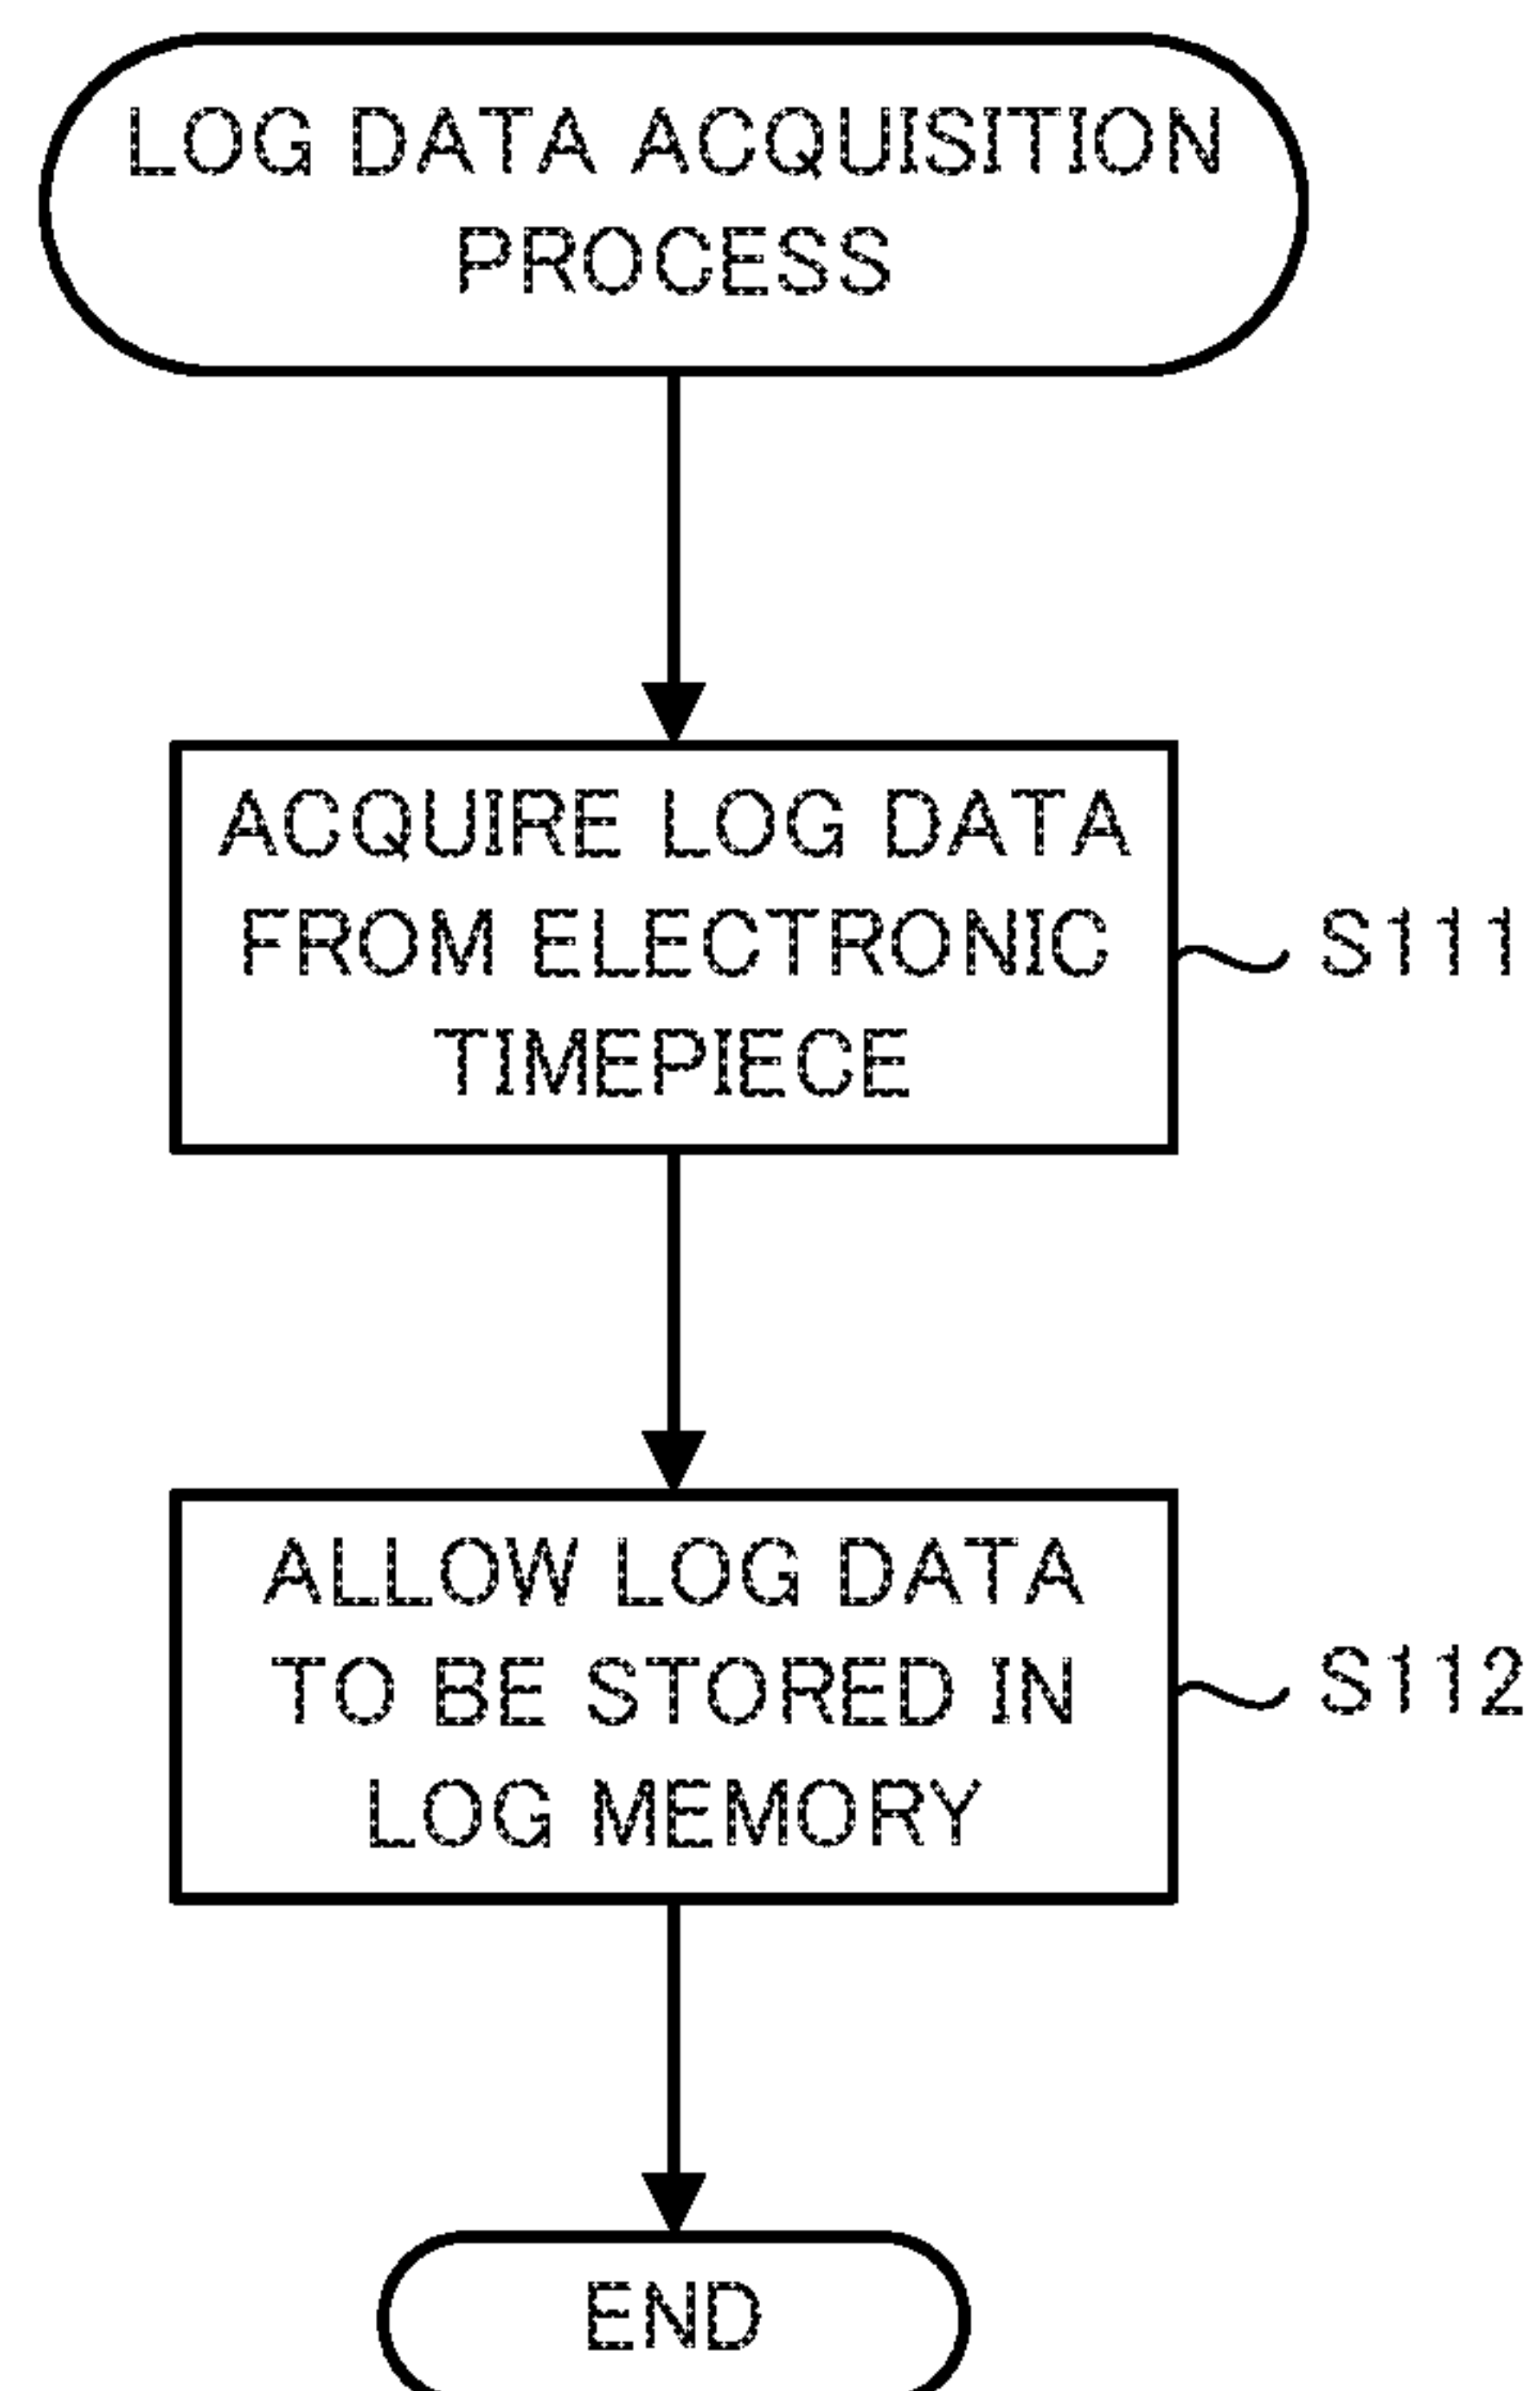 LOG DATA ACQUISITION
PROCESS
ACQUIRE LOG DATA
FROM ELECTRONIC
TIMEPIECE
S111
ALLOW LOG DATA
TO BE STORED IN
LOG MEMORY
S112
END